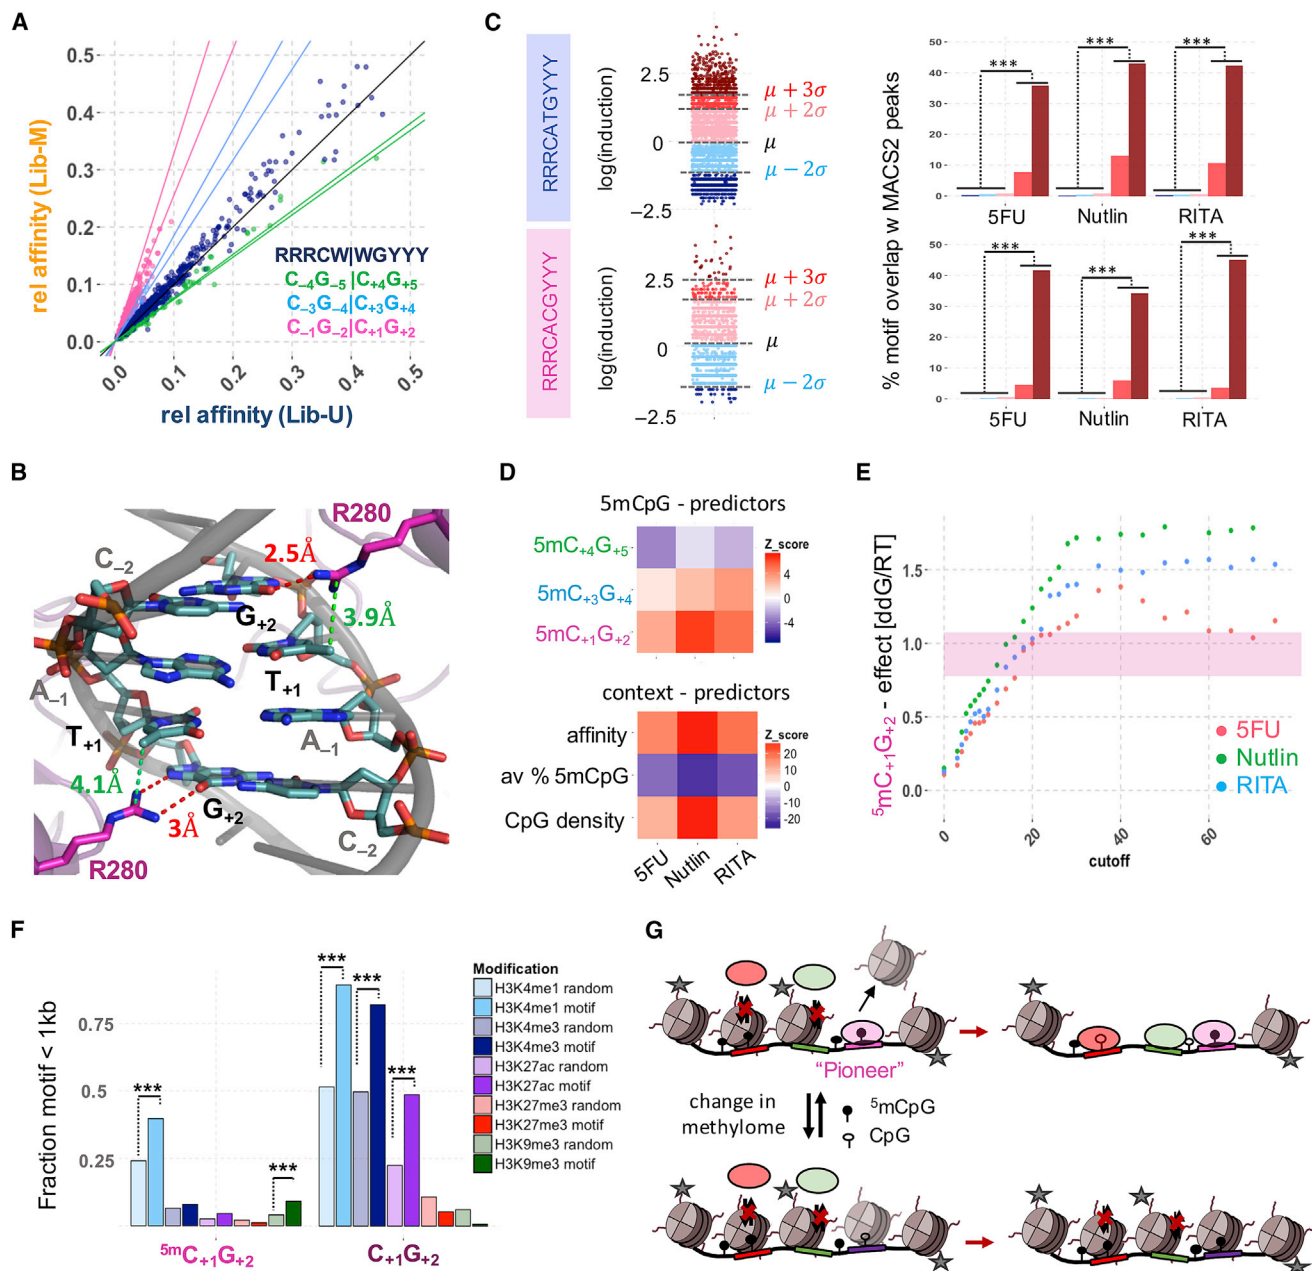 A
rel affinity (Lib-M)
0.5
0.4
0.3
0.2
0.1
0.0
RRRCW|WGYYY
C−4G−5|C+4G+5
C−3G−4|C+3G+4
C−1G−2|C+1G+2
0.0
0.1
0.2
0.3
0.4
0.5
rel affinity (Lib-U)
B
R280
2.5Å
C−2
G+2
3.9Å
A−1
T+1
T+1
A−1
4.1Å
G+2
3Å
C−2
R280
C
RRRCATGYYY
log(induction)
2.5
0
−2.5
μ + 3σ
μ + 2σ
μ
μ − 2σ
RRRCACGYYY
log(induction)
2.5
0
−2.5
μ + 3σ
μ + 2σ
μ
μ − 2σ
% motif overlap w MACS2 peaks
50
40
30
20
10
0
***
***
***
5FU
Nutlin
RITA
50
40
30
20
10
0
***
***
***
5FU
Nutlin
RITA
D
5mCpG - predictors
5mC+4G+5
5mC+3G+4
5mC+1G+2
Z_score
4
0
-4
context - predictors
affinity
av % 5mCpG
CpG density
Z_score
20
10
0
-10
-20
5FU
Nutlin
RITA
E
5mC+1G+2 - effect [ddG/RT]
1.5
1.0
0.5
0.0
5FU
Nutlin
RITA
0
20
40
60
cutoff
F
Fraction motif < 1kb
0.75
0.5
0.25
***
***
***
***
***
5mC+1G+2
C+1G+2
Modification
H3K4me1 random
H3K4me1 motif
H3K4me3 random
H3K4me3 motif
H3K27ac random
H3K27ac motif
H3K27me3 random
H3K27me3 motif
H3K9me3 random
H3K9me3 motif
G
“Pioneer”
change in
methylome
5mCpG
CpG